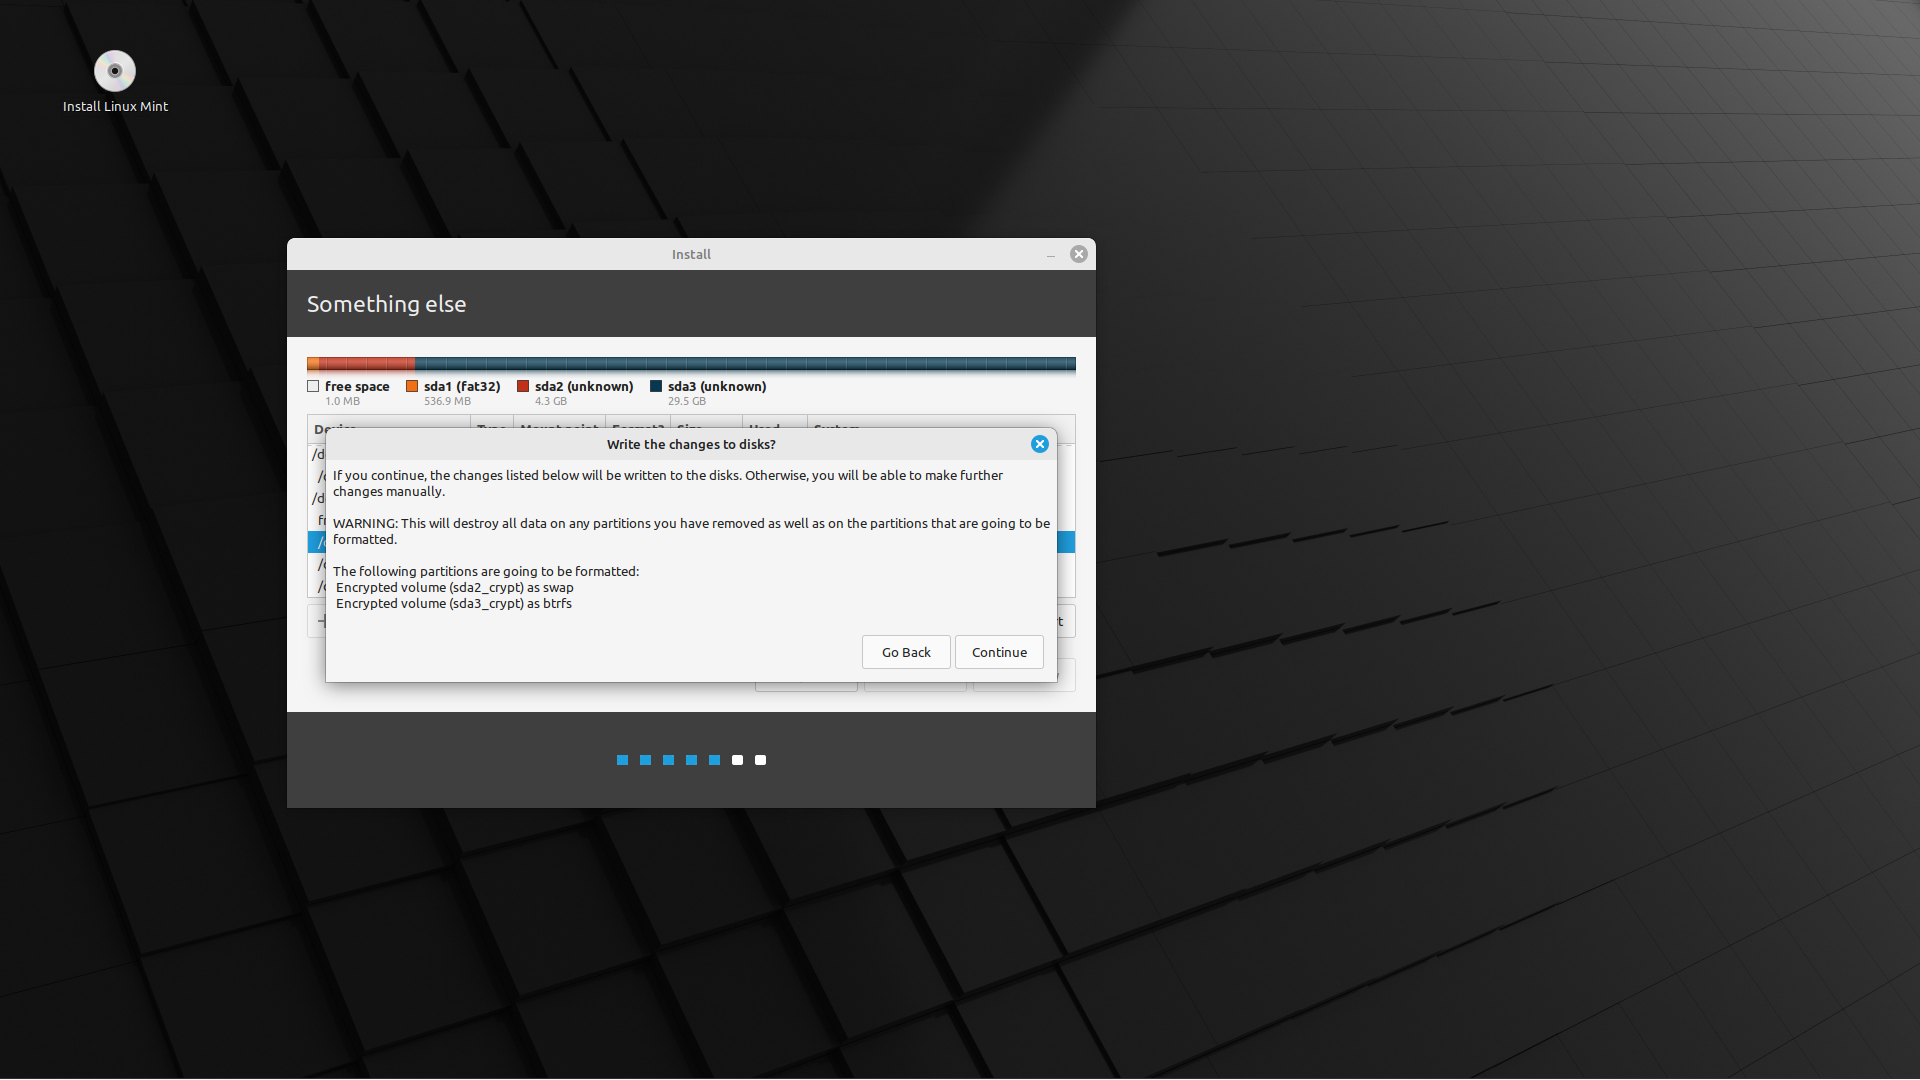 Install Linux Mint
Install
Something else
free space
sda1 (fat32)
sda2 (unknown)
sda3 (unknown)
1.0 MB
536.9 MB
4.3 GB
29.5 GB
Write the changes to disks?
If you continue, the changes listed below will be written to the disks. Otherwise, you will be able to make further
changes manually.
WARNING: This will destroy all data on any partitions you have removed as well as on the partitions that are going to be
formatted.
The following partitions are going to be formatted:
Encrypted volume (sda2_crypt) as swap
Encrypted volume (sda3_crypt) as btrfs
Go Back
Continue